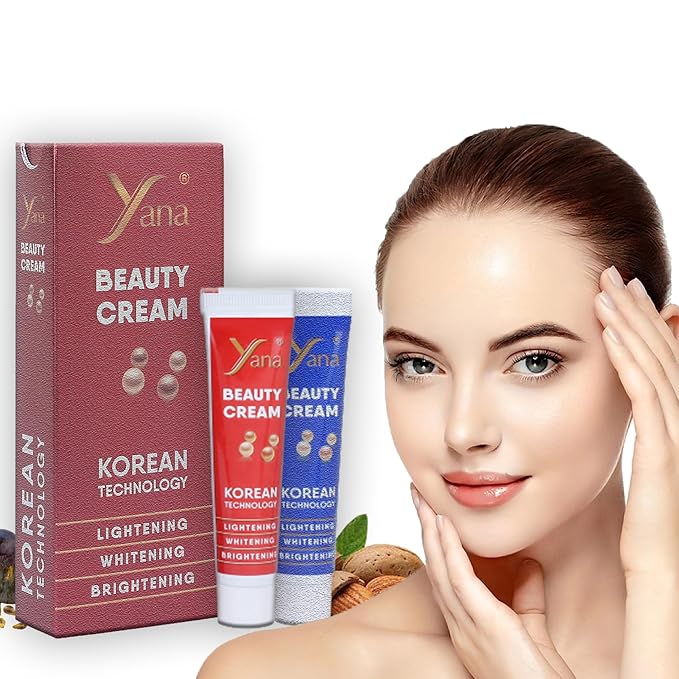 Yana®
BEAUTY
CREAM
KOREAN
TECHNOLOGY
LIGHTENING
WHITENING
BRIGHTENING
Yana
BEAUTY
CREAM
KOREAN
TECHNOLOGY
Yana®
BEAUTY
CREAM
KOREAN
TECHNOLOGY
LIGHTENING
WHITENING
BRIGHTENING
Yana®
BEAUTY
CREAM
KOREAN
TECHNOLOGY
LIGHTENING
WHITENING
BRIGHTENING